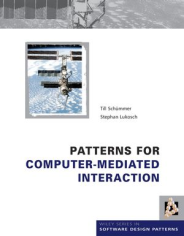 Till Schümmer
Stephan Lukosch
PATTERNS FOR
COMPUTER-MEDIATED
INTERACTION
WILEY SERIES IN
SOFTWARE DESIGN PATTERNS